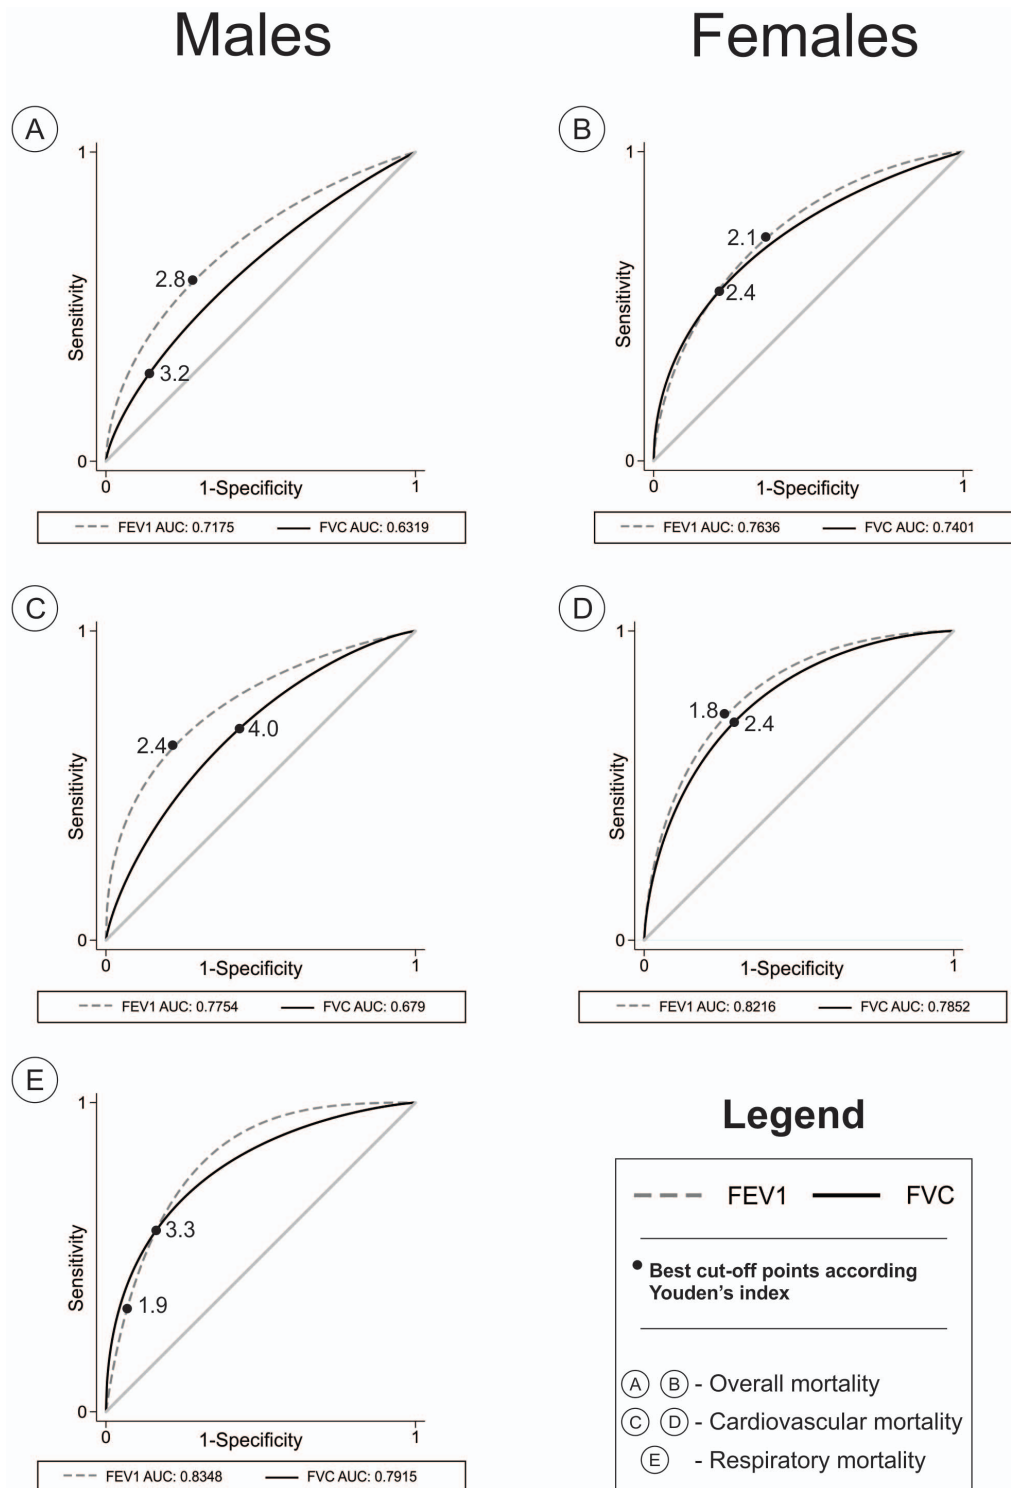 Males
Females
A
1
2.8
3.2
Sensitivity
0
0
1-Specificity
1
FEV1 AUC: 0.7175 FVC AUC: 0.6319
B
1
2.1
2.4
Sensitivity
0
0
1-Specificity
1
FEV1 AUC: 0.7636 FVC AUC: 0.7401
C
1
2.4
4.0
Sensitivity
0
0
1-Specificity
1
FEV1 AUC: 0.7754 FVC AUC: 0.679
D
1
1.8
2.4
Sensitivity
0
0
1-Specificity
1
FEV1 AUC: 0.8216 FVC AUC: 0.7852
E
1
3.3
1.9
Sensitivity
0
0
1-Specificity
1
FEV1 AUC: 0.8348 FVC AUC: 0.7915
Legend
FEV1 FVC
Best cut-off points according
Youden's index
A B - Overall mortality
C D - Cardiovascular mortality
E - Respiratory mortality